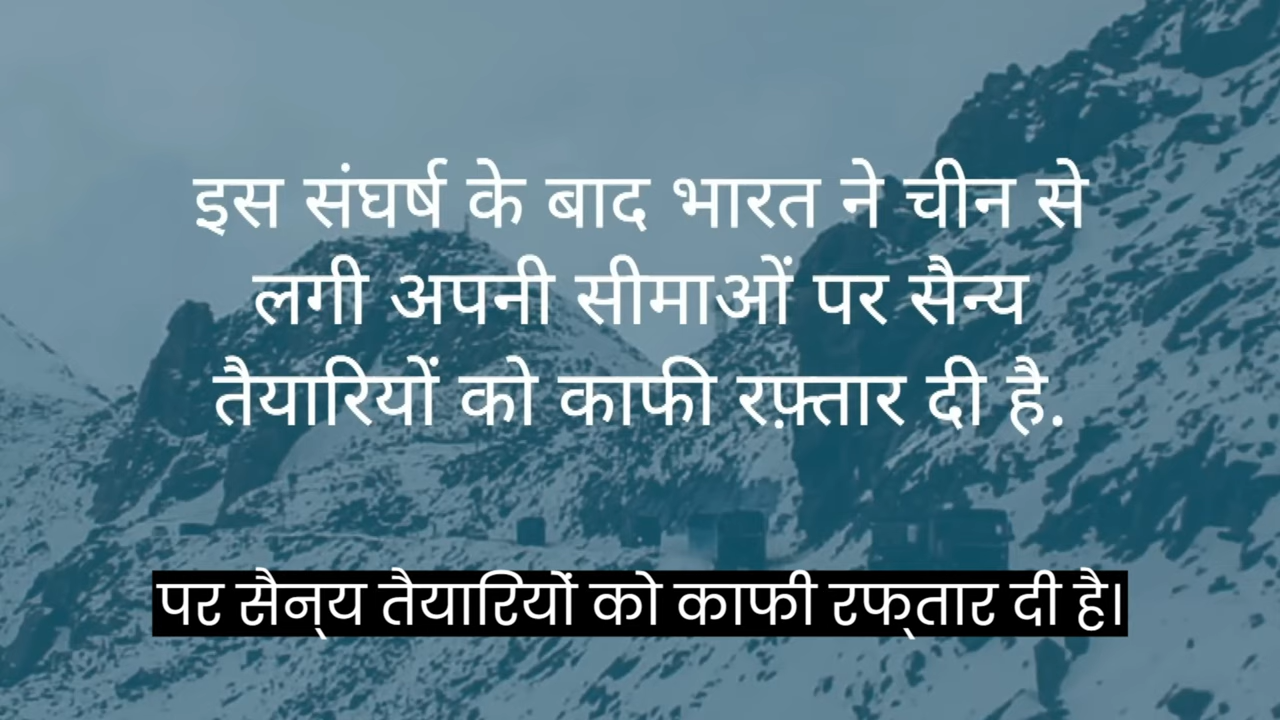 इस संघर्ष के बाद भारत ने चीन से
लगी अपनी सीमाओं पर सैन्य
तैयारियों को काफी रफ़्तार दी है.
पर सैन्‌य तैयारियों को काफी रफ्‌तार दी है।